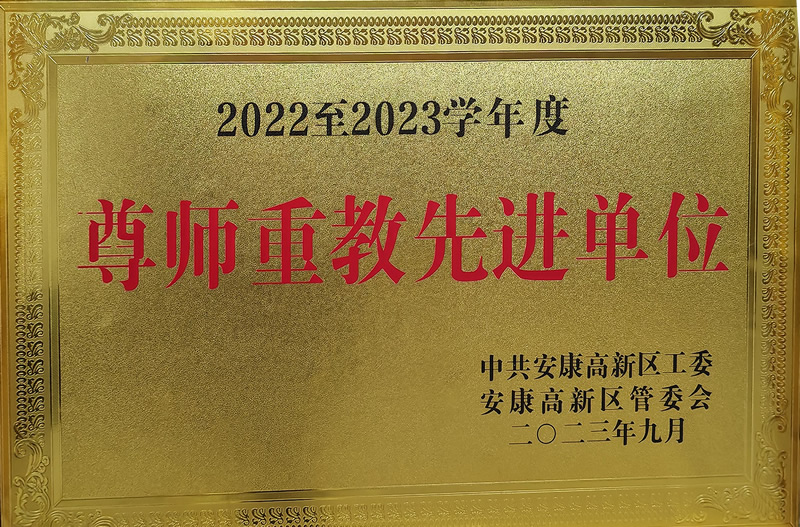 2022至2023学年度
尊师重教先进单位
中共安康高新区工委
安康高新区管委会
二〇二三年九月